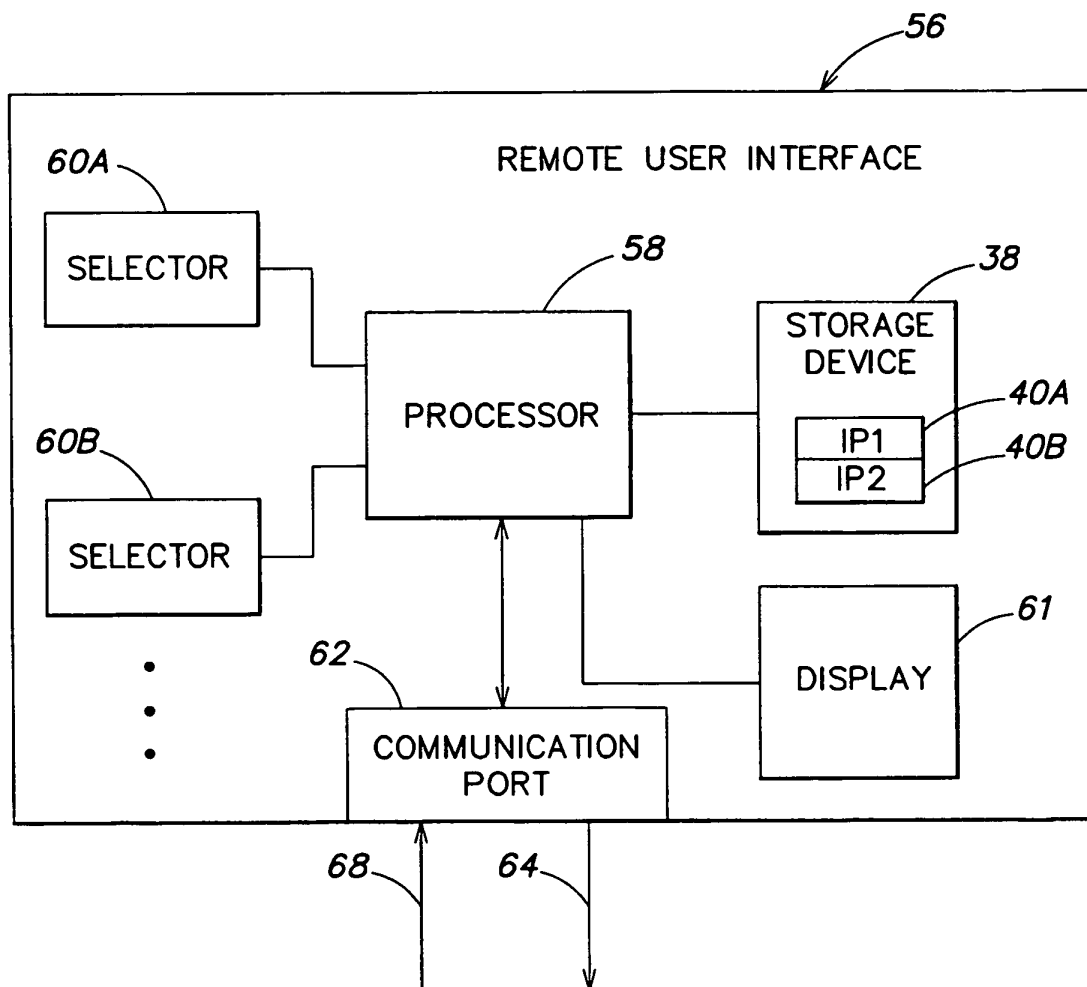 56
REMOTE USER INTERFACE
60A
SELECTOR
58
PROCESSOR
38
STORAGE
DEVICE
40A
IP1
40B
IP2
60B
SELECTOR
61
DISPLAY
62
COMMUNICATION
PORT
68
64